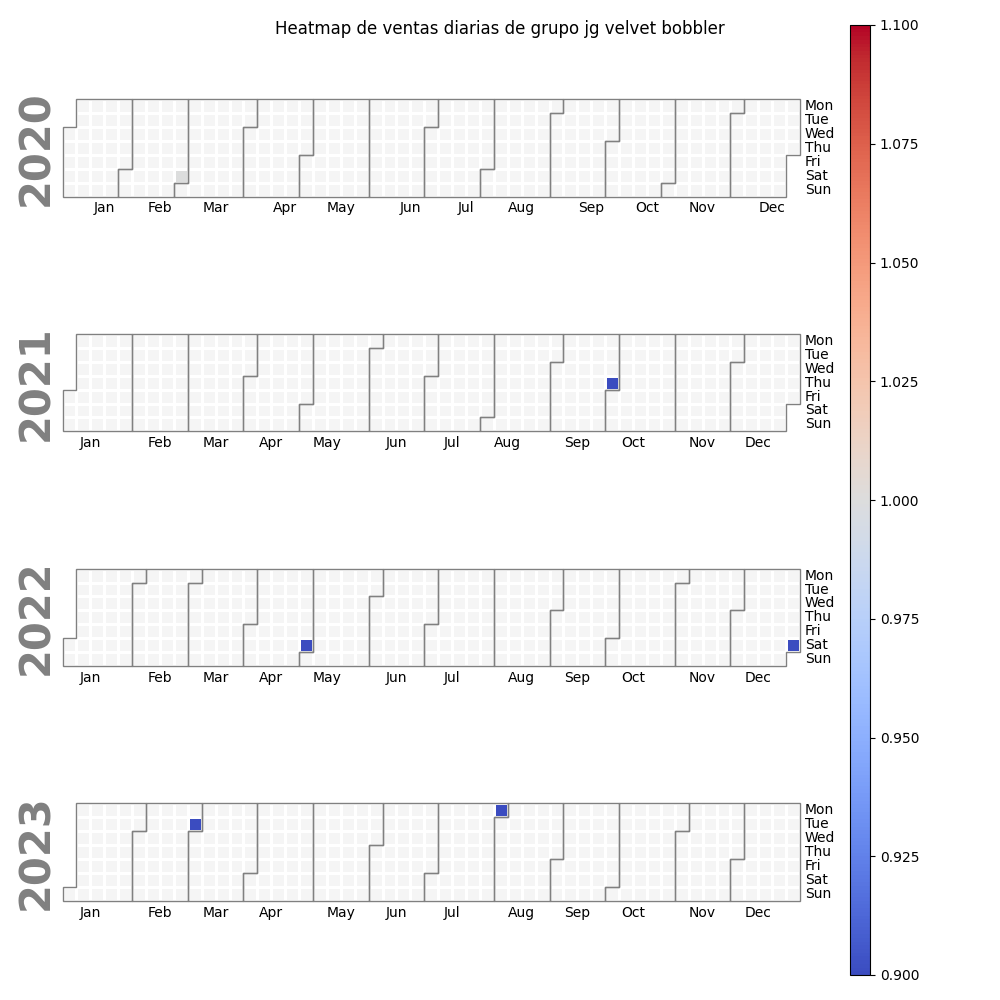 Heatmap de ventas diarias de grupo jg velvet bobbler
2020
Mon
Tue
Wed
Thu
Fri
Sat
Sun
Jan Feb Mar Apr May Jun Jul Aug Sep Oct Nov Dec
2021
Mon
Tue
Wed
Thu
Fri
Sat
Sun
Jan Feb Mar Apr May Jun Jul Aug Sep Oct Nov Dec
2022
Mon
Tue
Wed
Thu
Fri
Sat
Sun
Jan Feb Mar Apr May Jun Jul Aug Sep Oct Nov Dec
2023
Mon
Tue
Wed
Thu
Fri
Sat
Sun
Jan Feb Mar Apr May Jun Jul Aug Sep Oct Nov Dec
1.100
1.075
1.050
1.025
1.000
0.975
0.950
0.925
0.900